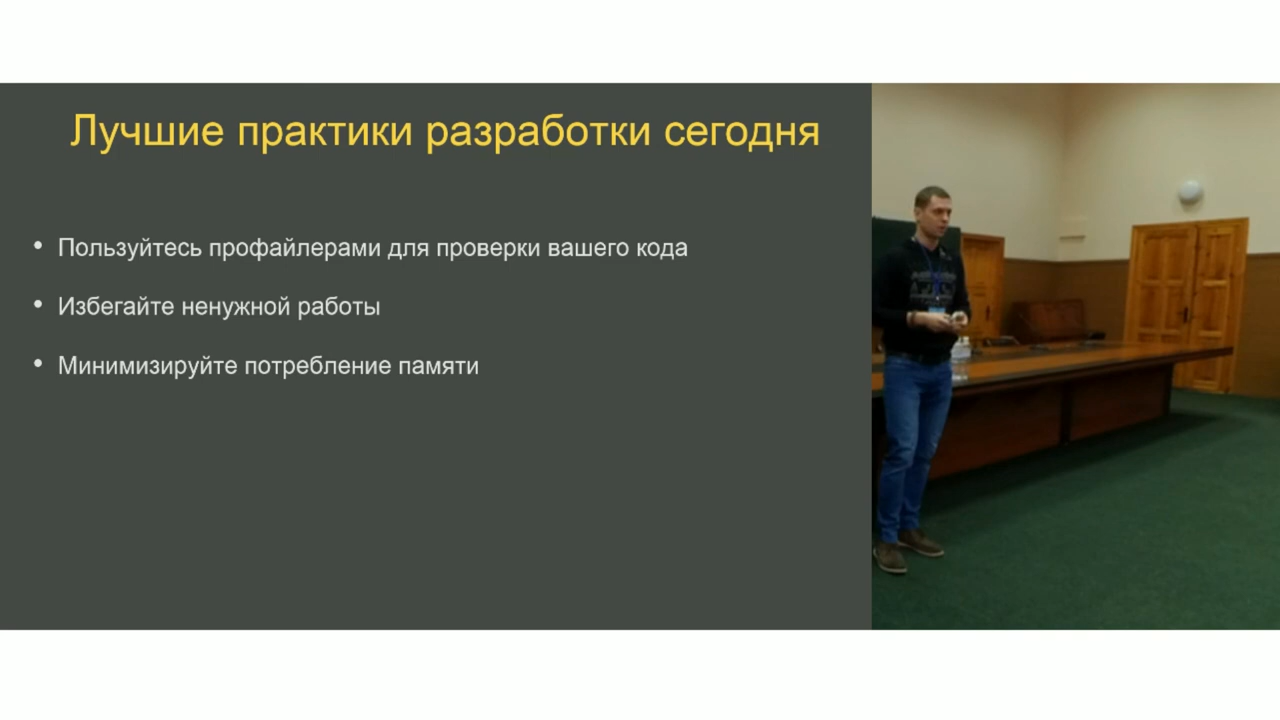 Лучшие практики разработки сегодня
• Пользуйтесь профайлерами для проверки вашего кода
• Избегайте ненужной работы
• Минимизируйте потребление памяти